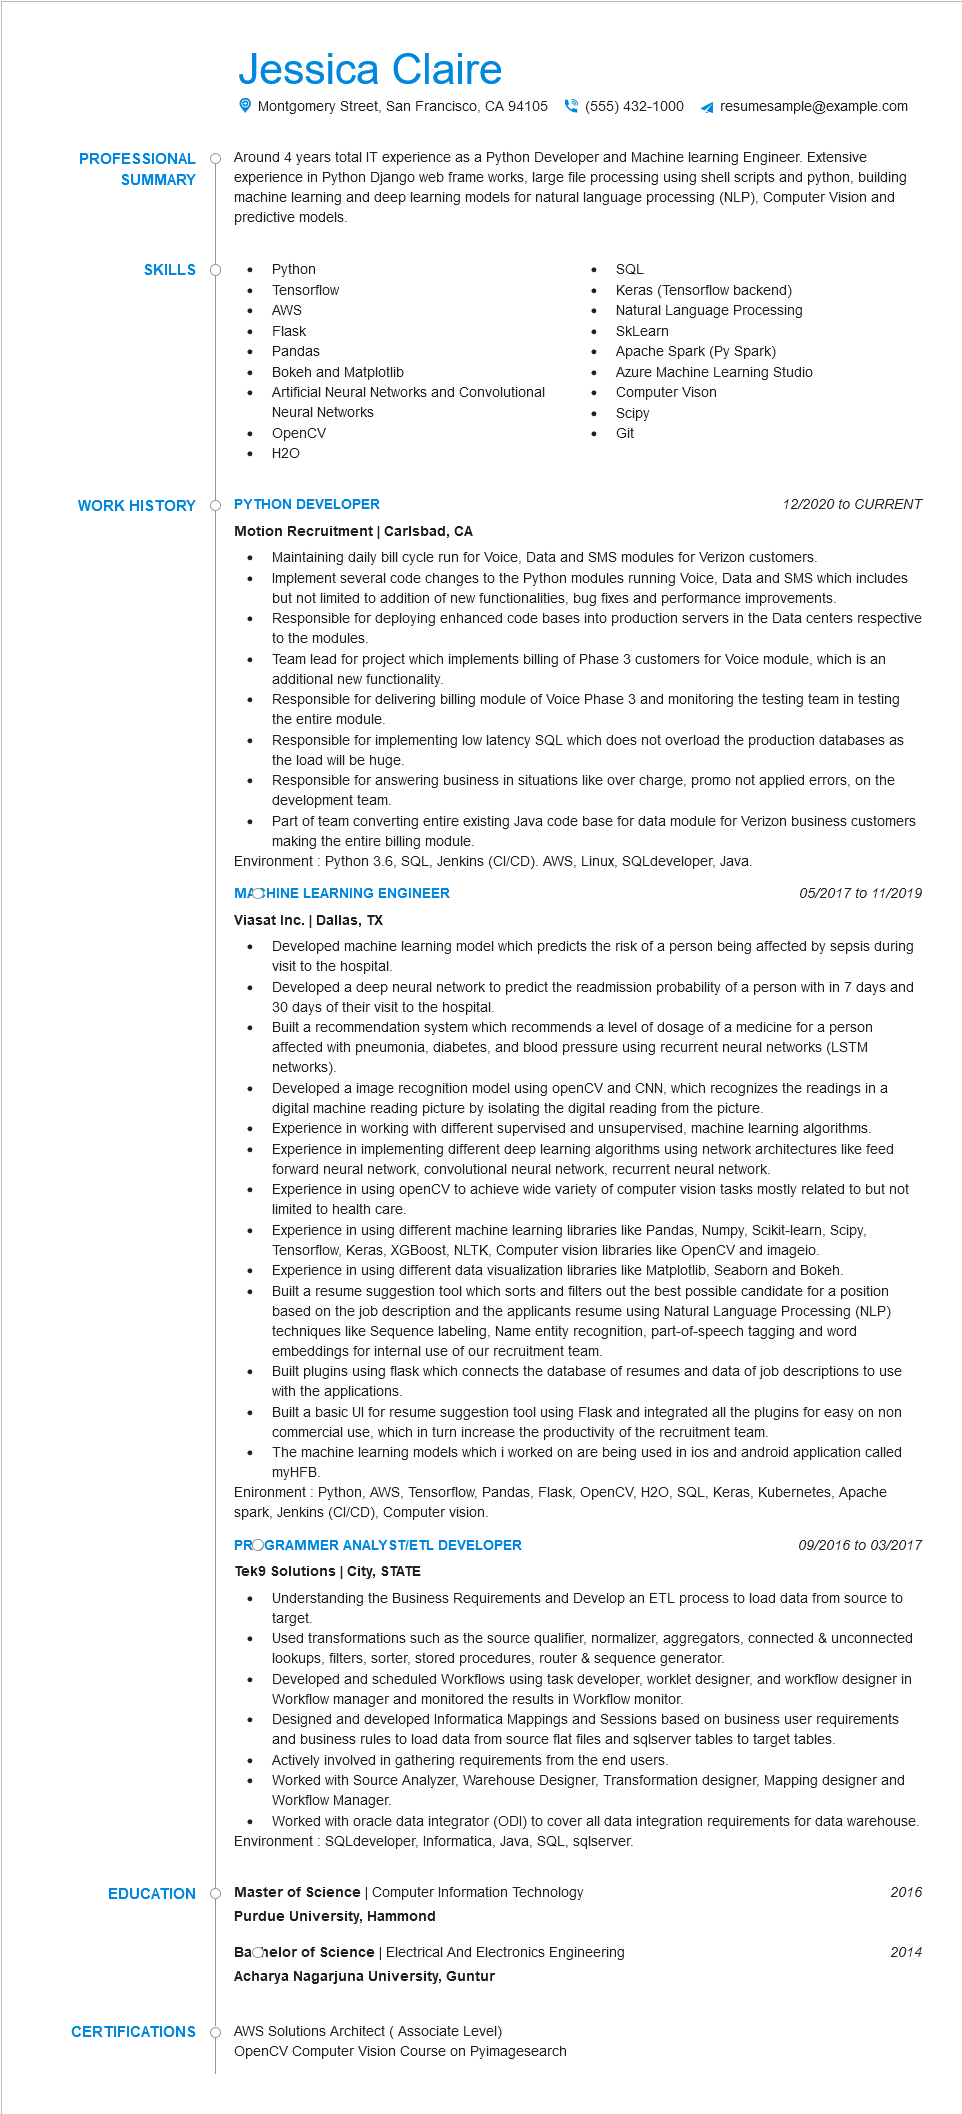 Jessica Claire
Montgomery Street, San Francisco, CA 94105 (555) 432-1000 resumesample@example.com
PROFESSIONAL SUMMARY
Around 4 years total IT experience as a Python Developer and Machine learning Engineer. Extensive
experience in Python Django web frame works, large file processing using shell scripts and python, building
machine learning and deep learning models for natural language processing (NLP), Computer Vision and
predictive models.
SKILLS
• Python
• Tensorflow
• AWS
• Flask
• Pandas
• Bokeh and Matplotlib
• Artificial Neural Networks and Convolutional
Neural Networks
• OpenCV
• H2O
• SQL
• Keras (Tensorflow backend)
• Natural Language Processing
• SkLearn
• Apache Spark (Py Spark)
• Azure Machine Learning Studio
• Computer Vison
• Scipy
• Git
WORK HISTORY
PYTHON DEVELOPER 12/2020 to CURRENT
Motion Recruitment | Carlsbad, CA
• Maintaining daily bill cycle run for Voice, Data and SMS modules for Verizon customers.
• Implement several code changes to the Python modules running Voice, Data and SMS which includes
but not limited to addition of new functionalities, bug fixes and performance improvements.
• Responsible for deploying enhanced code bases into production servers in the Data centers respective
to the modules.
• Team lead for project which implements billing of Phase 3 customers for Voice module, which is an
additional new functionality.
• Responsible for delivering billing module of Voice Phase 3 and monitoring the testing team in testing
the entire module.
• Responsible for implementing low latency SQL which does not overload the production databases as
the load will be huge.
• Responsible for answering business in situations like over charge, promo not applied errors, on the
development team.
• Part of team converting entire existing Java code base for data module for Verizon business customers
making the entire billing module.
Environment : Python 3.6, SQL, Jenkins (CI/CD). AWS, Linux, SQLdeveloper, Java.
MACHINE LEARNING ENGINEER 05/2017 to 11/2019
Viasat Inc. | Dallas, TX
• Developed machine learning model which predicts the risk of a person being affected by sepsis during
visit to the hospital.
• Developed a deep neural network to predict the readmission probability of a person with in 7 days and
30 days of their visit to the hospital.
• Built a recommendation system which recommends a level of dosage of a medicine for a person
affected with pneumonia, diabetes, and blood pressure using recurrent neural networks (LSTM
networks).
• Developed a image recognition model using openCV and CNN, which recognizes the readings in a
digital machine reading picture by isolating the digital reading from the picture.
• Experience in working with different supervised and unsupervised, machine learning algorithms.
• Experience in implementing different deep learning algorithms using network architectures like feed
forward neural network, convolutional neural network, recurrent neural network.
• Experience in using openCV to achieve wide variety of computer vision tasks mostly related to but not
limited to health care.
• Experience in using different machine learning libraries like Pandas, Numpy, Scikit-learn, Scipy,
Tensorflow, Keras, XGBoost, NLTK, Computer vision libraries like OpenCV and imageio.
• Experience in using different data visualization libraries like Matplotlib, Seaborn and Bokeh.
• Built a resume suggestion tool which sorts and filters out the best possible candidate for a position
based on the job description and the applicants resume using Natural Language Processing (NLP)
techniques like Sequence labeling, Name entity recognition, part-of-speech tagging and word
embeddings for internal use of our recruitment team.
• Built plugins using flask which connects the database of resumes and data of job descriptions to use
with the applications.
• Built a basic UI for resume suggestion tool using Flask and integrated all the plugins for easy on non
commercial use, which in turn increase the productivity of the recruitment team.
• The machine learning models which i worked on are being used in ios and android application called
myHFB.
Enironment : Python, AWS, Tensorflow, Pandas, Flask, OpenCV, H2O, SQL, Keras, Kubernetes, Apache
spark, Jenkins (CI/CD), Computer vision.
PROGRAMMER ANALYST/ETL DEVELOPER 09/2016 to 03/2017
Tek9 Solutions | City, STATE
• Understanding the Business Requirements and Develop an ETL process to load data from source to
target.
• Used transformations such as the source qualifier, normalizer, aggregators, connected & unconnected
lookups, filters, sorter, stored procedures, router & sequence generator.
• Developed and scheduled Workflows using task developer, worklet designer, and workflow designer in
Workflow manager and monitored the results in Workflow monitor.
• Designed and developed Informatica Mappings and Sessions based on business user requirements
and business rules to load data from source flat files and sqlserver tables to target tables.
• Actively involved in gathering requirements from the end users.
• Worked with Source Analyzer, Warehouse Designer, Transformation designer, Mapping designer and
Workflow Manager.
• Worked with oracle data integrator (ODI) to cover all data integration requirements for data warehouse.
Environment : SQLdeveloper, Informatica, Java, SQL, sqlserver.
EDUCATION
Master of Science | Computer Information Technology 2016
Purdue University, Hammond
Bachelor of Science | Electrical And Electronics Engineering 2014
Acharya Nagarjuna University, Guntur
CERTIFICATIONS
AWS Solutions Architect ( Associate Level)
OpenCV Computer Vision Course on Pyimagesearch